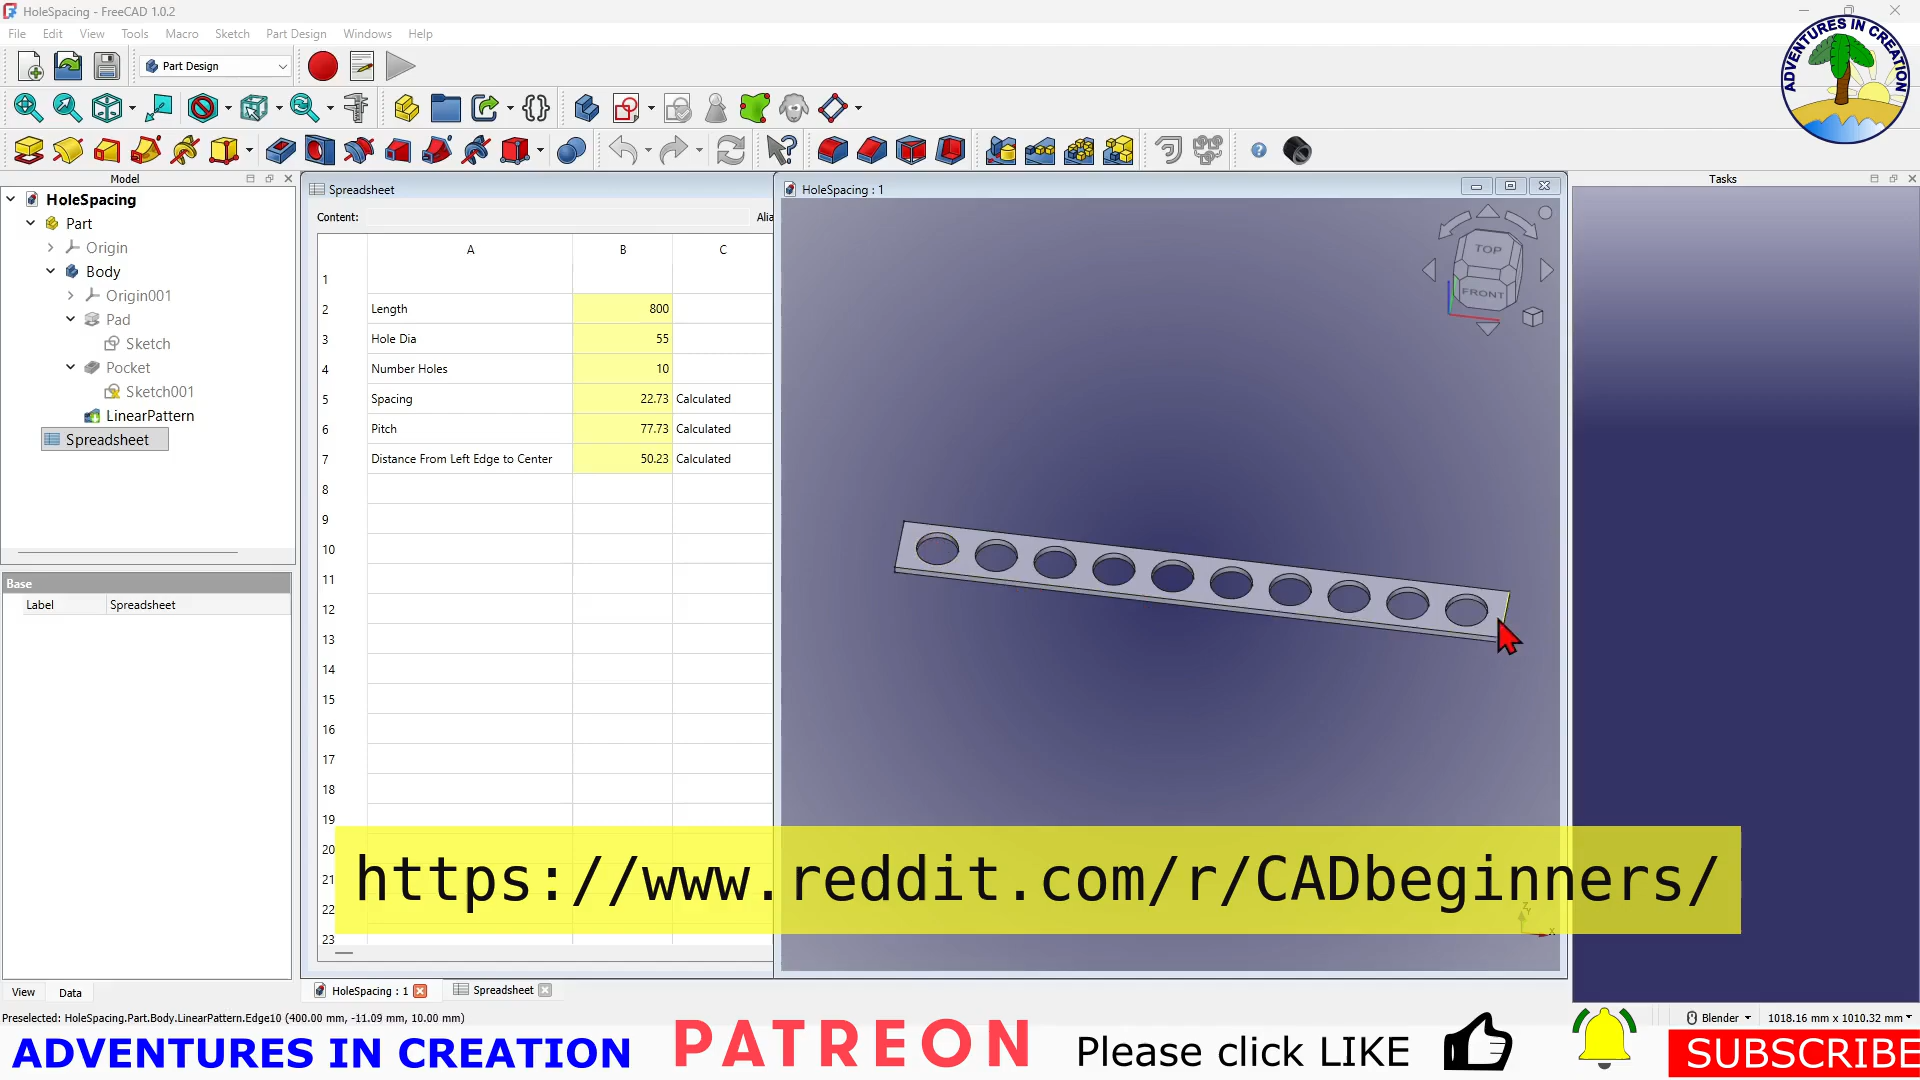 HoleSpacing - FreeCAD 1.0.2
File Edit View Tools Macro Sketch Part Design Windows Help
Part Design
ADVENTURES IN CREATION
Model
Tasks
HoleSpacing
Part
Origin
Body
Origin001
Pad
Sketch
Pocket
Sketch001
LinearPattern
Spreadsheet
Base
Label Spreadsheet
View Data
Spreadsheet
Content: Alia
A B C
1
2 Length 800
3 Hole Dia 55
4 Number Holes 10
5 Spacing 22.73 Calculated
6 Pitch 77.73 Calculated
7 Distance From Left Edge to Center 50.23 Calculated
8
9
10
11
12
13
14
15
16
17
18
19
20
21
22
23
HoleSpacing : 1
TOP
FRONT
https://www.reddit.com/r/CADbeginners/
HoleSpacing : 1 Spreadsheet
Preselected: HoleSpacing.Part.Body.LinearPattern.Edge10 (400.00 mm, -11.09 mm, 10.00 mm)
Blender 1018.16 mm x 1010.32 mm
ADVENTURES IN CREATION PATREON Please click LIKE SUBSCRIBE